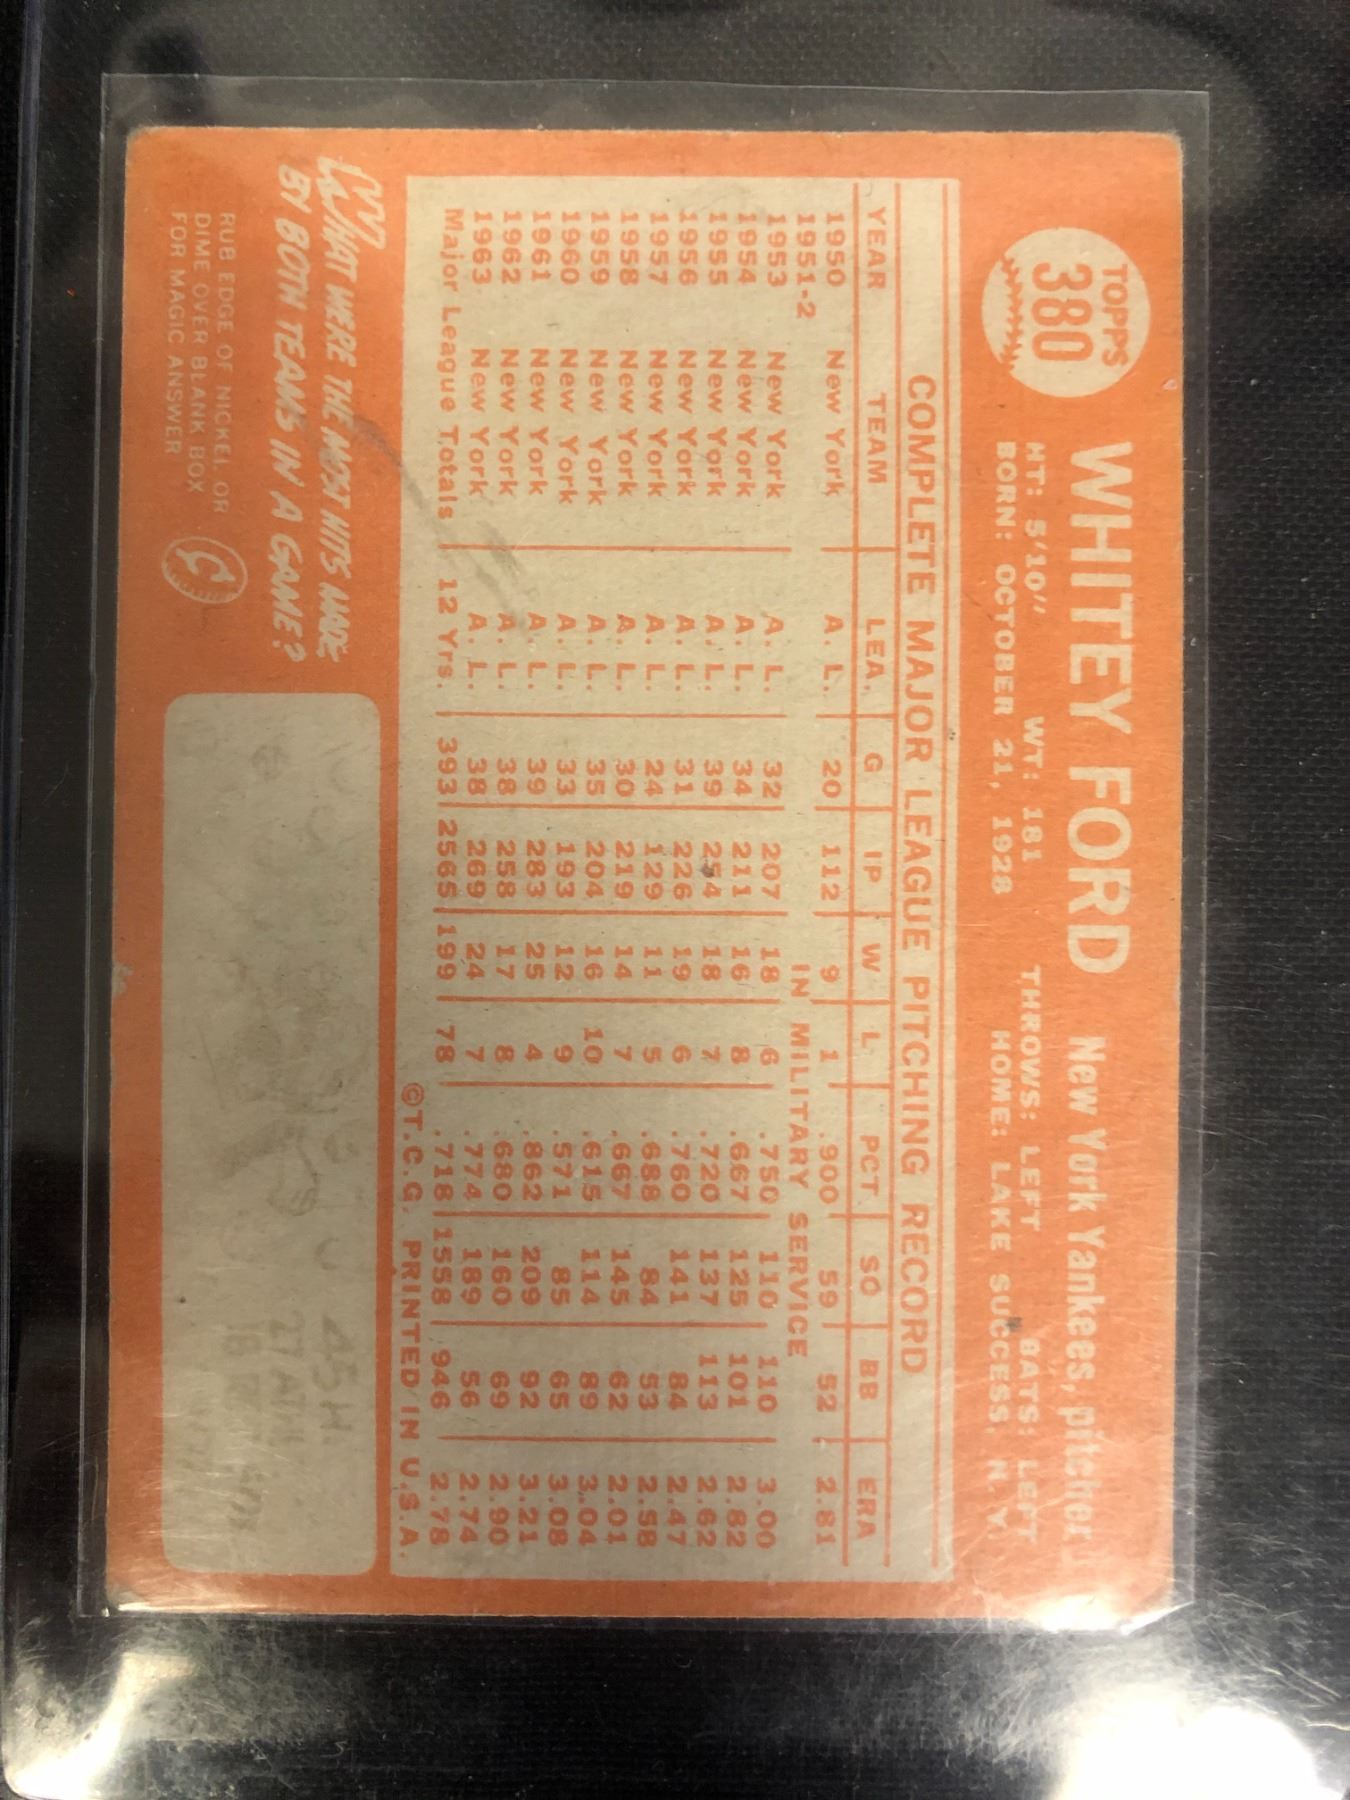 TOPPS
380
WHITEY FORD New York Yankees, pitcher
HT: 5'10" WT: 181 THROWS: LEFT BATS: LEFT
BORN: OCTOBER 21, 1928 HOME: LAKE SUCCESS, N. Y.
COMPLETE MAJOR LEAGUE PITCHING RECORD
YEAR TEAM LEA. G IP W L PCT. SO BB ERA
1950 New York A. L. 20 112 9 1 .900 59 52 2.81
1951-2 IN MILITARY SERVICE
1953 New York A. L. 32 207 18 6 .750 110 110 3.00
1954 New York A. L. 34 211 16 8 .667 125 101 2.82
1955 New York A. L. 39 254 18 7 .720 137 113 2.62
1956 New York A. L. 31 226 19 6 .760 141 84 2.47
1957 New York A. L. 24 129 11 5 .688 84 53 2.58
1958 New York A. L. 30 219 14 7 .667 145 62 2.01
1959 New York A. L. 35 204 16 10 .615 114 89 3.04
1960 New York A. L. 33 193 12 9 .571 85 65 3.08
1961 New York A. L. 39 283 25 4 .862 209 92 3.21
1962 New York A. L. 38 258 17 8 .680 160 69 2.90
1963 New York A. L. 38 269 24 7 .774 189 56 2.74
Major League Totals 12 Yrs. 393 2565 199 78 .718 1558 946 2.78
©T.C.G. PRINTED IN U.S.A.
WHAT WERE THE MOST HITS MADE
BY BOTH TEAMS IN A GAME?
RUB EDGE OF NICKEL OR
DIME OVER BLANK BOX
FOR MAGIC ANSWER
45 H.